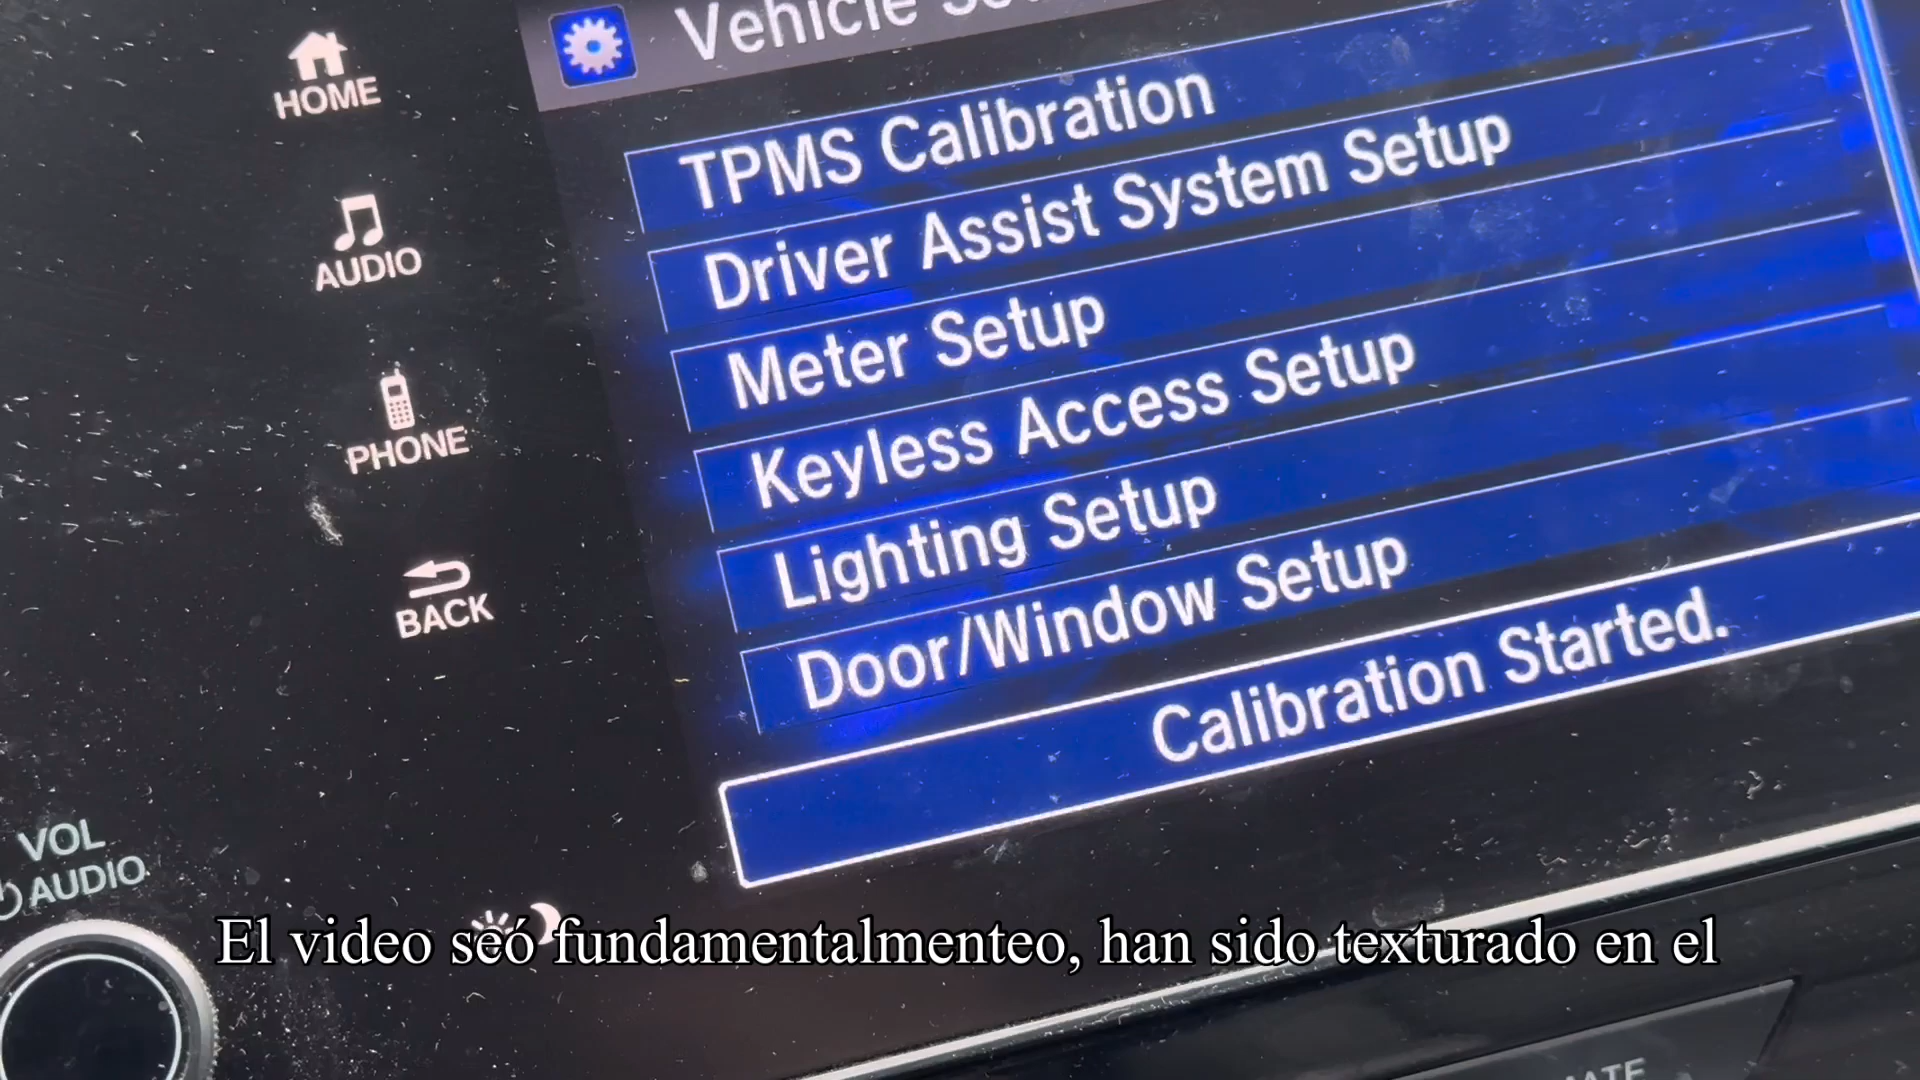 HOME
AUDIO
PHONE
BACK
VOL
AUDIO
Vehicle
TPMS Calibration
Driver Assist System Setup
Meter Setup
Keyless Access Setup
Lighting Setup
Door/Window Setup
Calibration Started.
El video seó fundamentalmenteo, han sido texturado en el